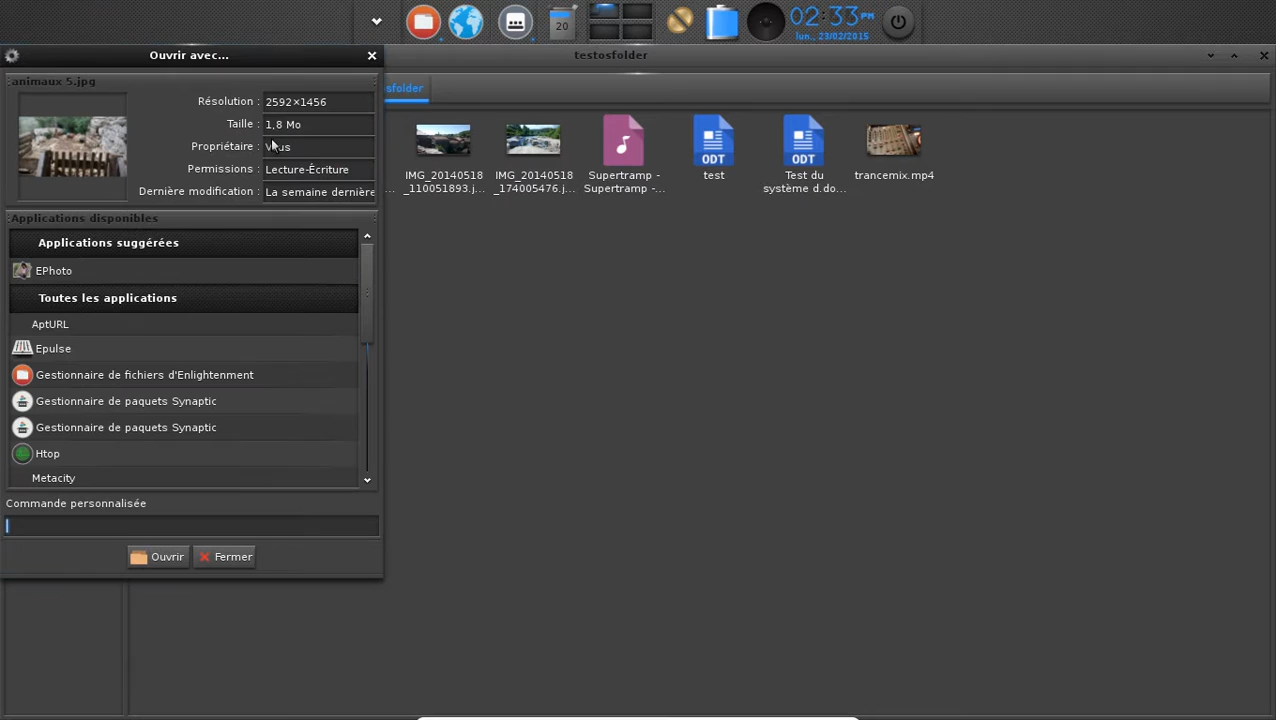 20
02:33 PM
lun., 23/02/2015
Ouvrir avec...
testosfolder
animaux 5.jpg
sfolder
Résolution : 2592×1456
Taille : 1,8 Mo
Propriétaire :
Permissions : Lecture-Écriture
Dernière modification : La semaine dernière
IMG_20140518
_110051893.j...
IMG_20140518
_174005476.j...
Supertramp -
Supertramp -...
ODT
test
ODT
Test du
système d.do...
trancemix.mp4
Applications disponibles
Applications suggérées
EPhoto
Toutes les applications
AptURL
Epulse
Gestionnaire de fichiers d'Enlightenment
Gestionnaire de paquets Synaptic
Gestionnaire de paquets Synaptic
Htop
Metacity
Commande personnalisée
Ouvrir
Fermer